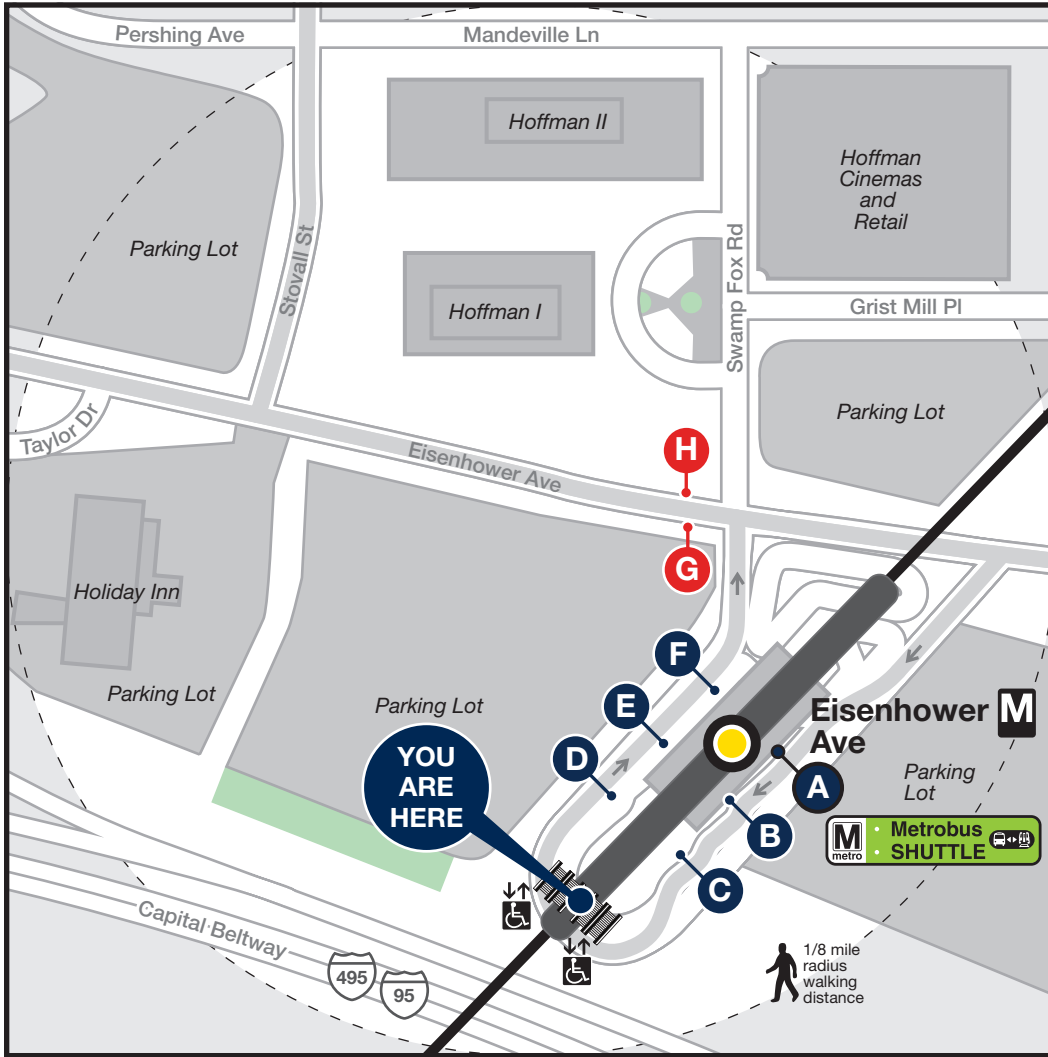 Pershing Ave
Mandeville Ln
Hoffman II
Hoffman
Cinemas
and
Retail
Parking Lot
Stovall St
Hoffman I
Swamp Fox Rd
Grist Mill Pl
Parking Lot
Taylor Dr
Eisenhower Ave
H
G
Holiday Inn
Parking Lot
Parking Lot
F
E
D
Eisenhower
Ave
M
A
B
C
Parking
Lot
YOU
ARE
HERE
M
metro
· Metrobus
· SHUTTLE
Capital Beltway
495
95
1/8 mile
radius
walking
distance